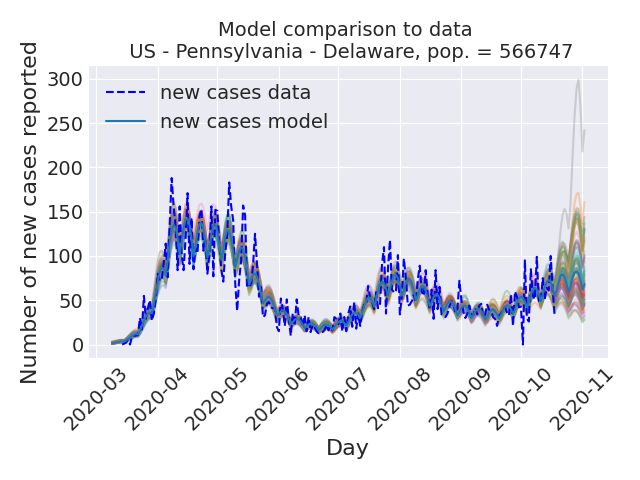 Model comparison to data
US - Pennsylvania - Delaware, pop. = 566747
Number of new cases reported
300
250
200
150
100
50
0
new cases data
new cases model
2020-03
2020-04
2020-05
2020-06
2020-07
2020-08
2020-09
2020-10
2020-11
Day